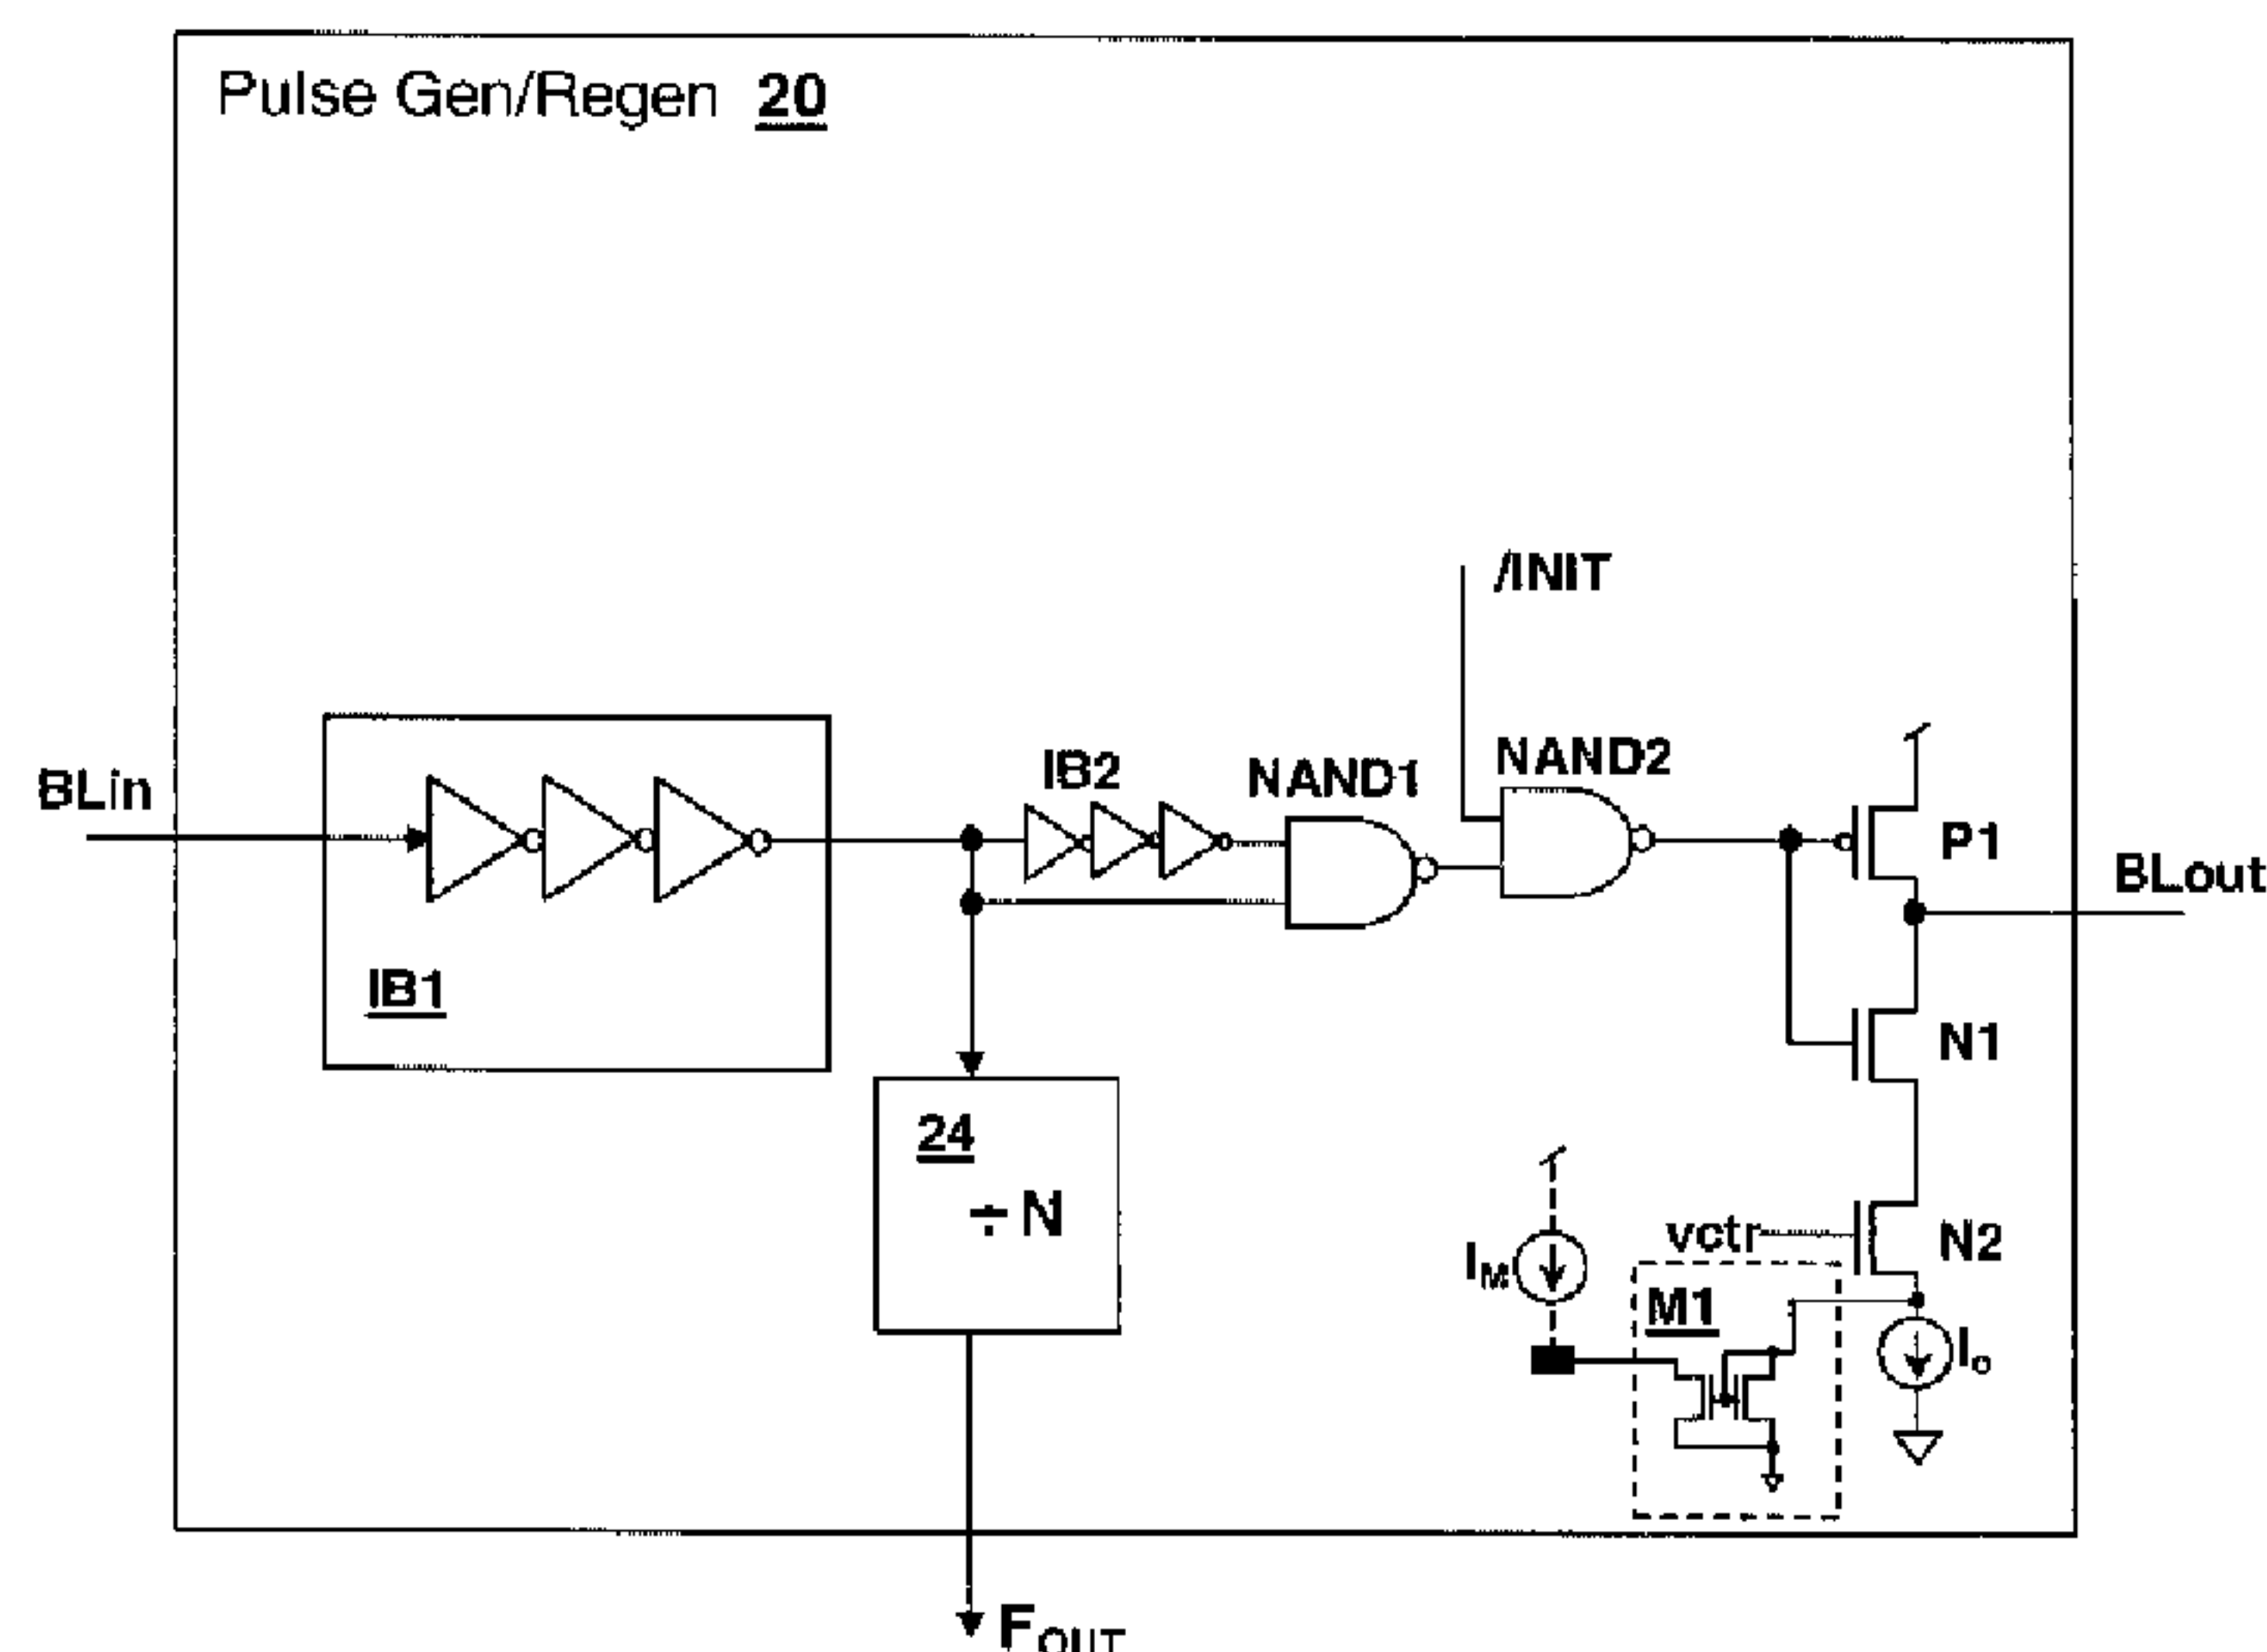 Pulse Gen/Regen 20
/INIT
BLin
IB2
NAND1
NAND2
P1
BLout
IB1
N1
24
÷ N
vctr
N2
IM
M1
Io
FOUT